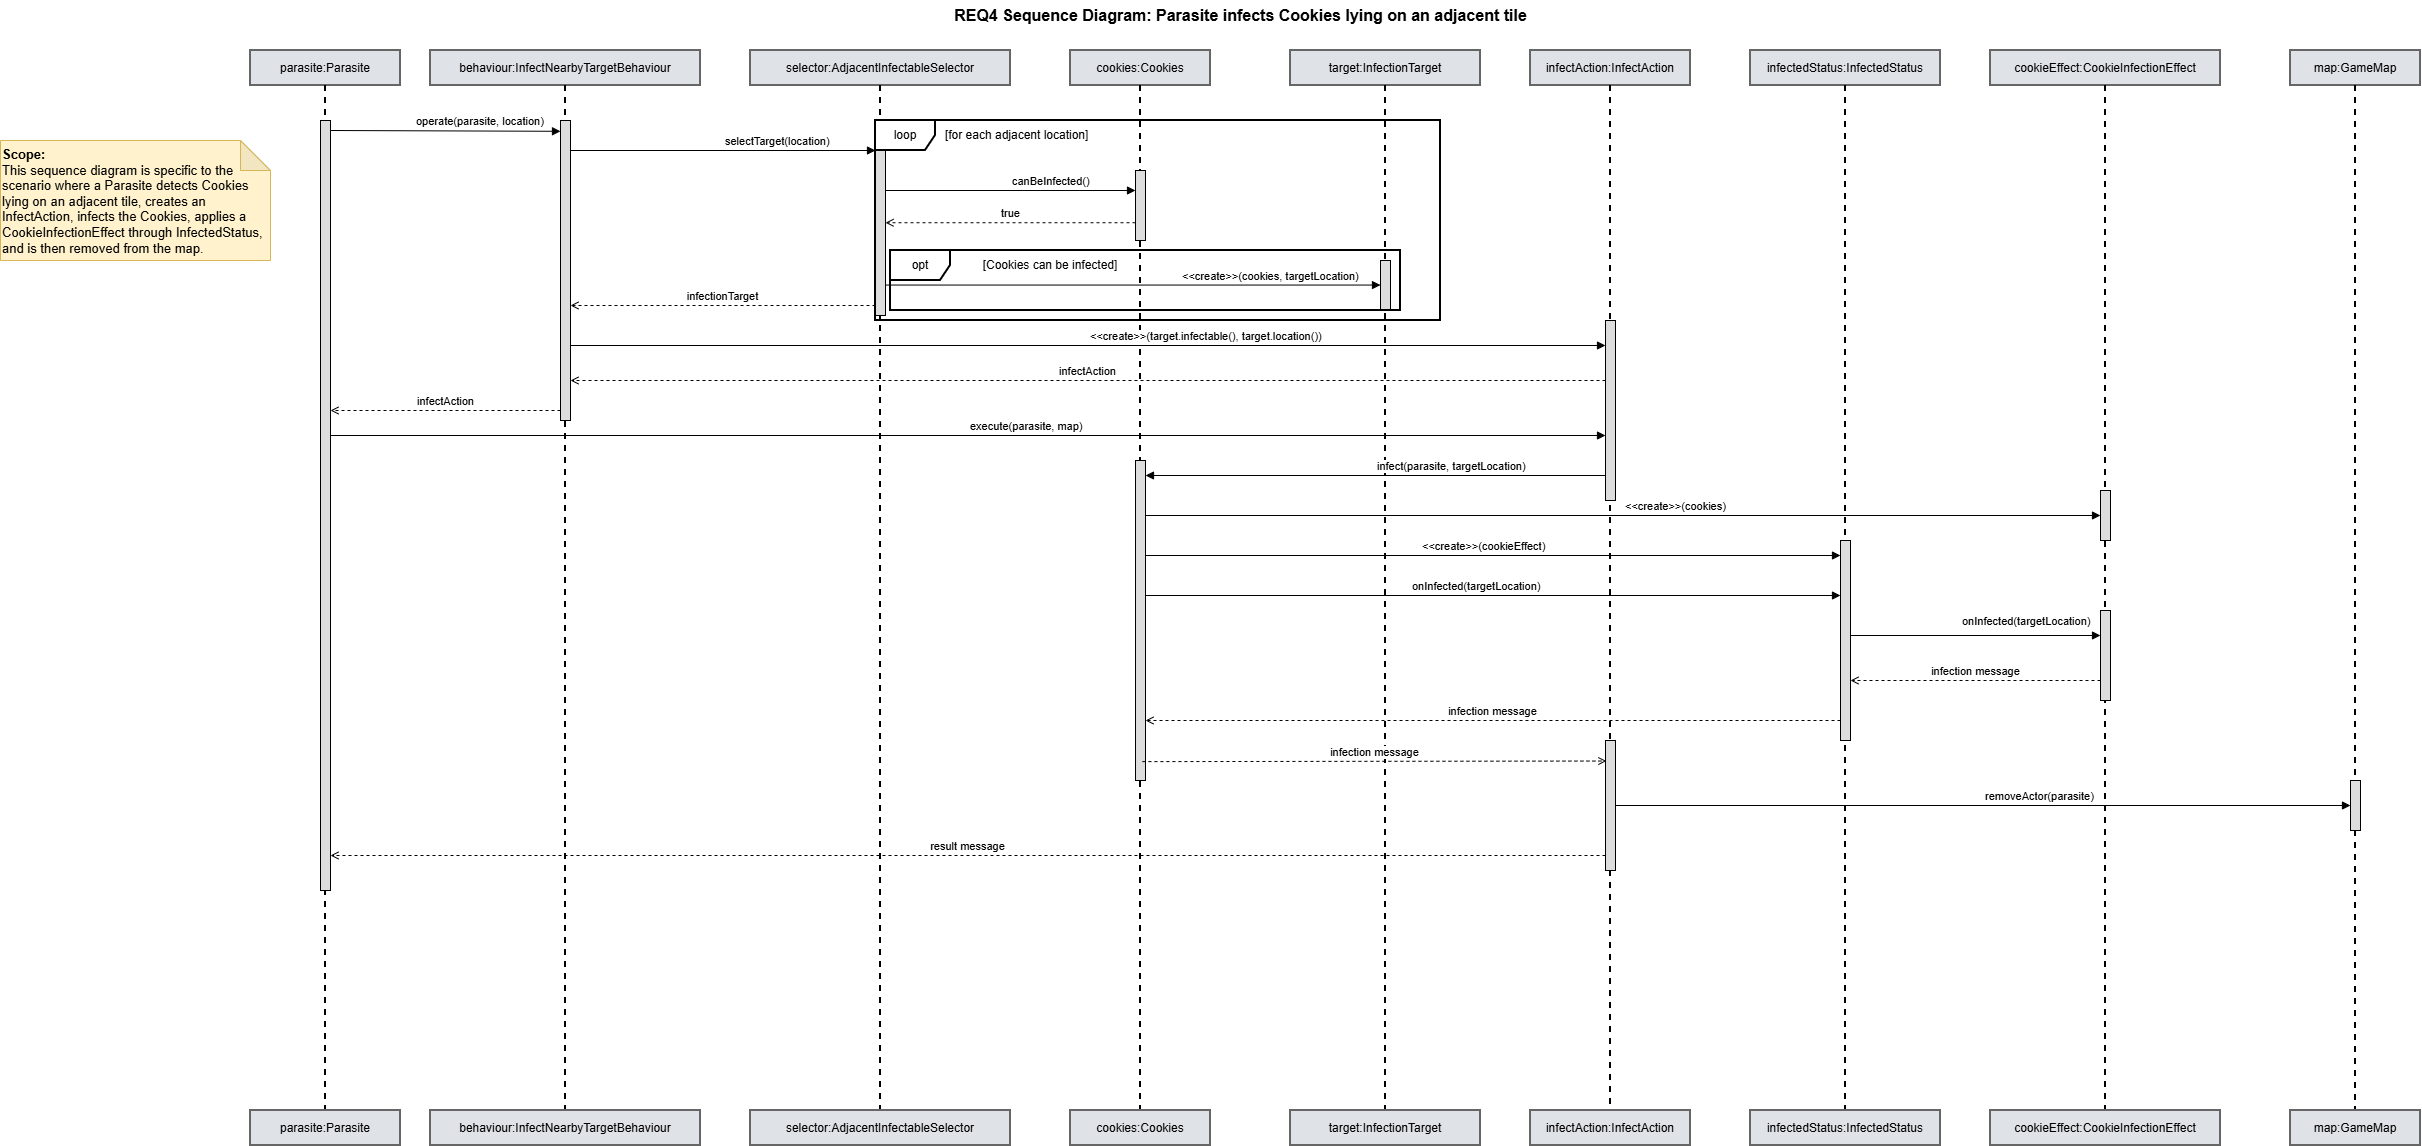 REQ4 Sequence Diagram: Parasite infects Cookies lying on an adjacent tile
parasite:Parasite
behaviour:InfectNearbyTargetBehaviour
selector:AdjacentInfectableSelector
cookies:Cookies
target:InfectionTarget
infectAction:InfectAction
infectedStatus:InfectedStatus
cookieEffect:CookieInfectionEffect
map:GameMap
Scope:
This sequence diagram is specific to the
scenario where a Parasite detects Cookies
lying on an adjacent tile, creates an
InfectAction, infects the Cookies, applies a
CookieInfectionEffect through InfectedStatus,
and is then removed from the map.
operate(parasite, location)
loop
[for each adjacent location]
selectTarget(location)
canBeInfected()
true
opt
[Cookies can be infected]
<<create>>(cookies, targetLocation)
infectionTarget
<<create>>(target.infectable(), target.location())
infectAction
infectAction
execute(parasite, map)
infect(parasite, targetLocation)
<<create>>(cookies)
<<create>>(cookieEffect)
onInfected(targetLocation)
onInfected(targetLocation)
infection message
infection message
infection message
removeActor(parasite)
result message
parasite:Parasite
behaviour:InfectNearbyTargetBehaviour
selector:AdjacentInfectableSelector
cookies:Cookies
target:InfectionTarget
infectAction:InfectAction
infectedStatus:InfectedStatus
cookieEffect:CookieInfectionEffect
map:GameMap